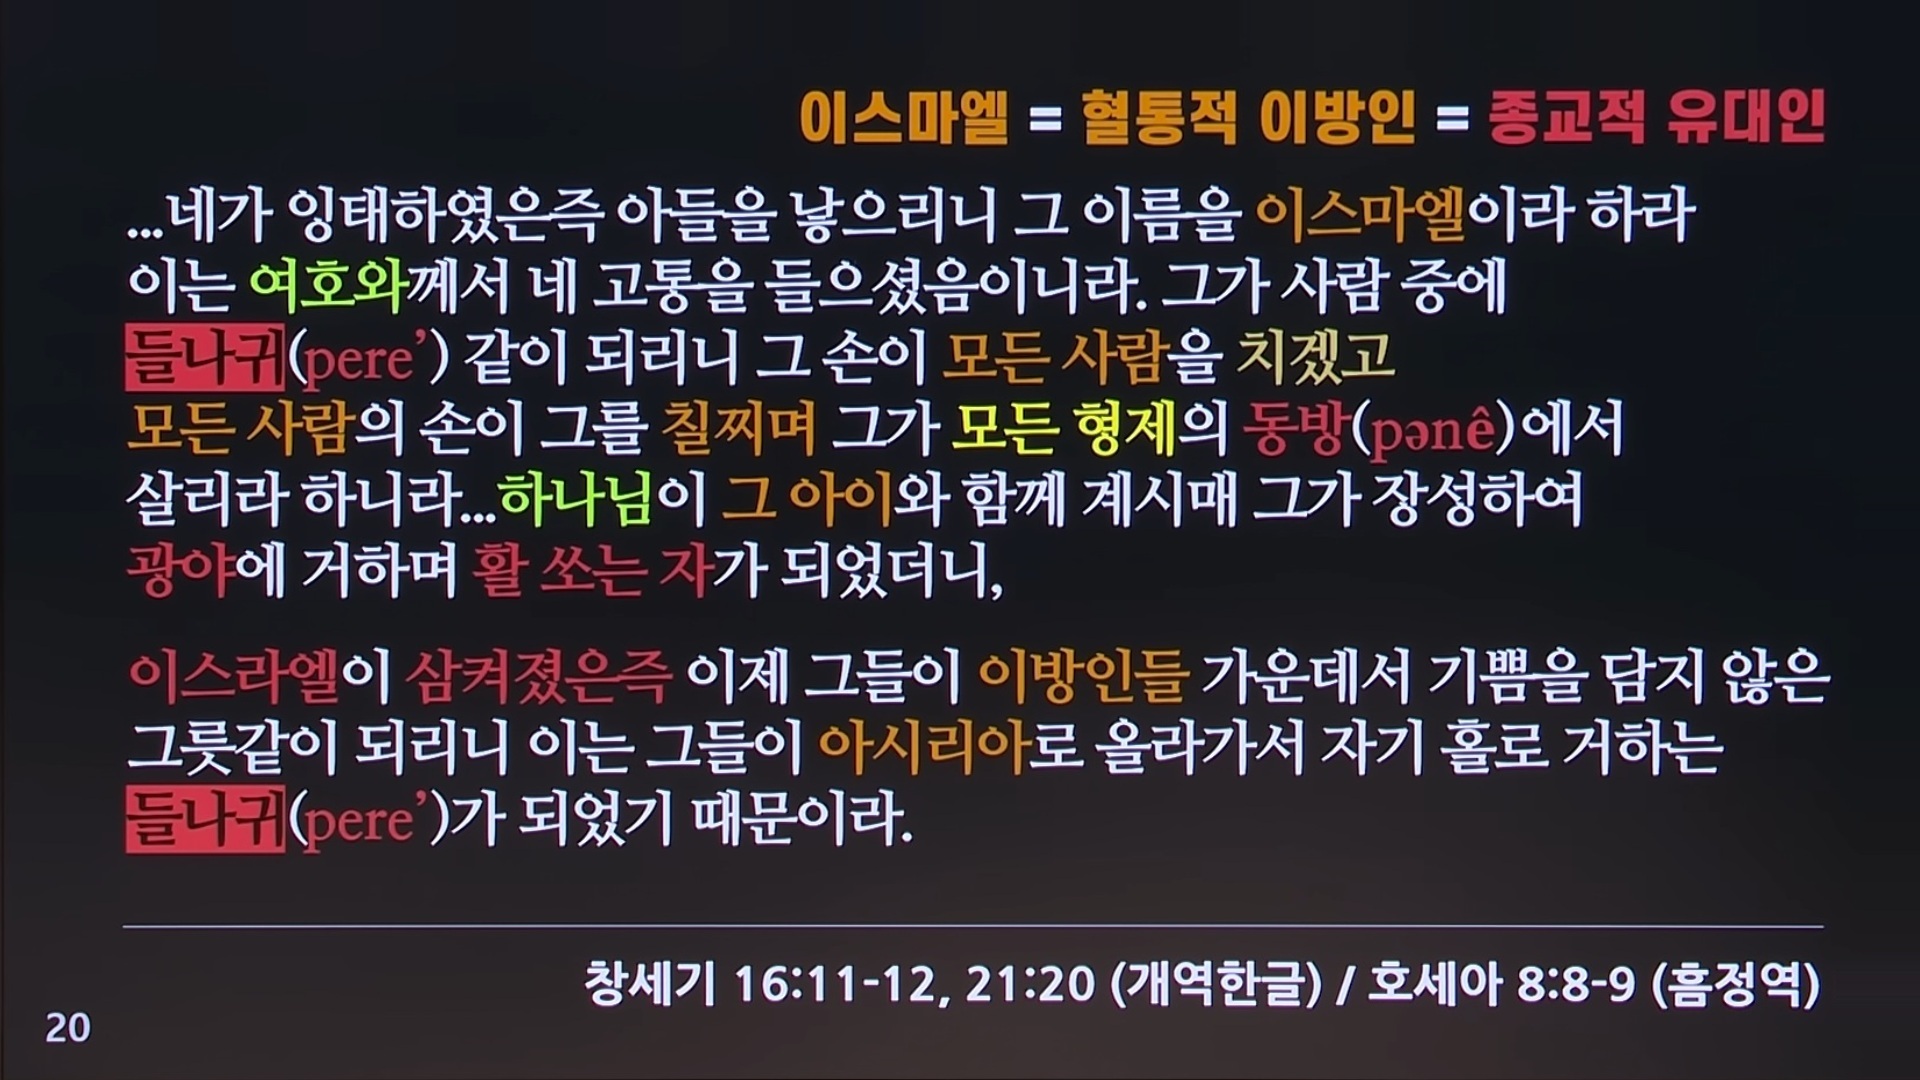 이스마엘 = 혈통적 이방인 = 종교적 유대인
...네가 잉태하였은즉 아들을 낳으리니 그 이름을 이스마엘이라 하라
이는 여호와께서 네 고통을 들으셨음이니라. 그가 사람 중에
들나귀(pere’) 같이 되리니 그 손이 모든 사람을 치겠고
모든 사람의 손이 그를 칠찌며 그가 모든 형제의 동방(pənê)에서
살리라 하니라...하나님이 그 아이와 함께 계시매 그가 장성하여
광야에 거하며 활 쏘는 자가 되었더니,
이스라엘이 삼켜졌은즉 이제 그들이 이방인들 가운데서 기쁨을 담지 않은
그릇같이 되리니 이는 그들이 아시리아로 올라가서 자기 홀로 거하는
들나귀(pere’)가 되었기 때문이라.
창세기 16:11-12, 21:20 (개역한글) / 호세아 8:8-9 (흠정역)
20